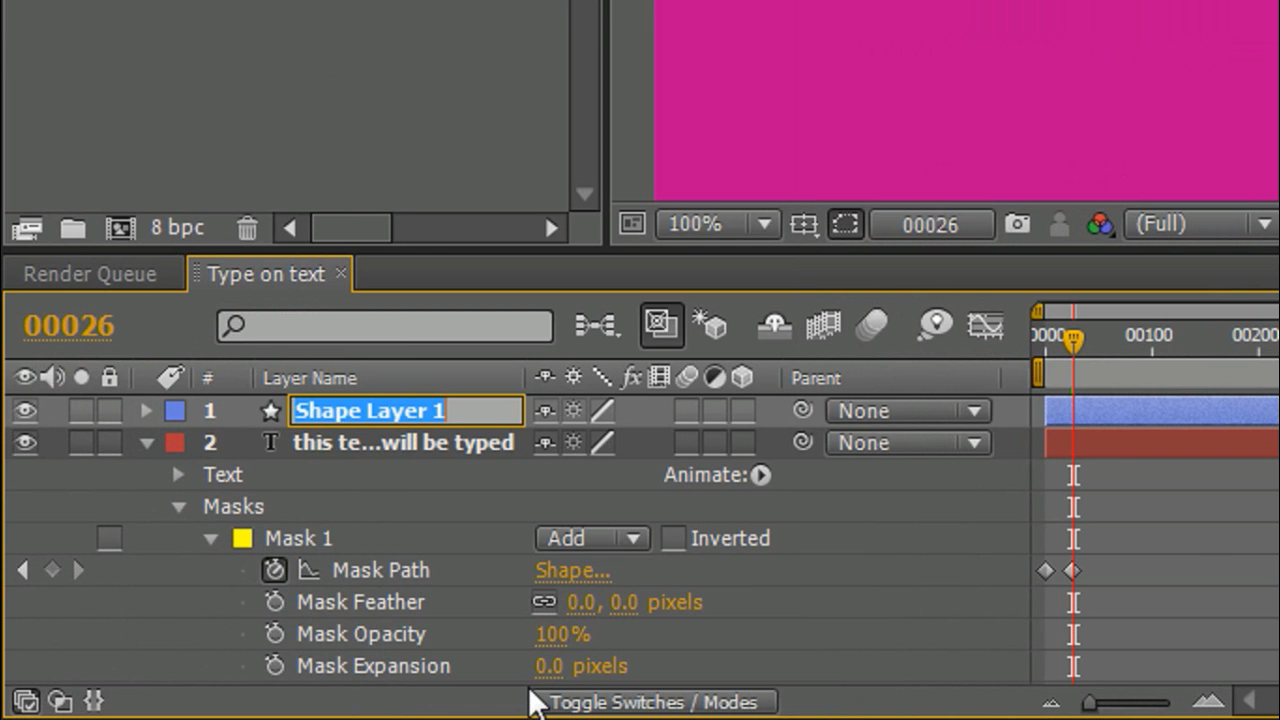 8 bpc
100%
00026
(Full)
Render Queue
Type on text
00026
0000
00100
00200
#
Layer Name
fx
Parent
1
Shape Layer 1
None
2
T
this te...will be typed
None
Text
Animate:
Masks
Mask 1
Add
Inverted
Mask Path
Shape...
Mask Feather
0.0, 0.0 pixels
Mask Opacity
100%
Mask Expansion
0.0 pixels
Toggle Switches / Modes